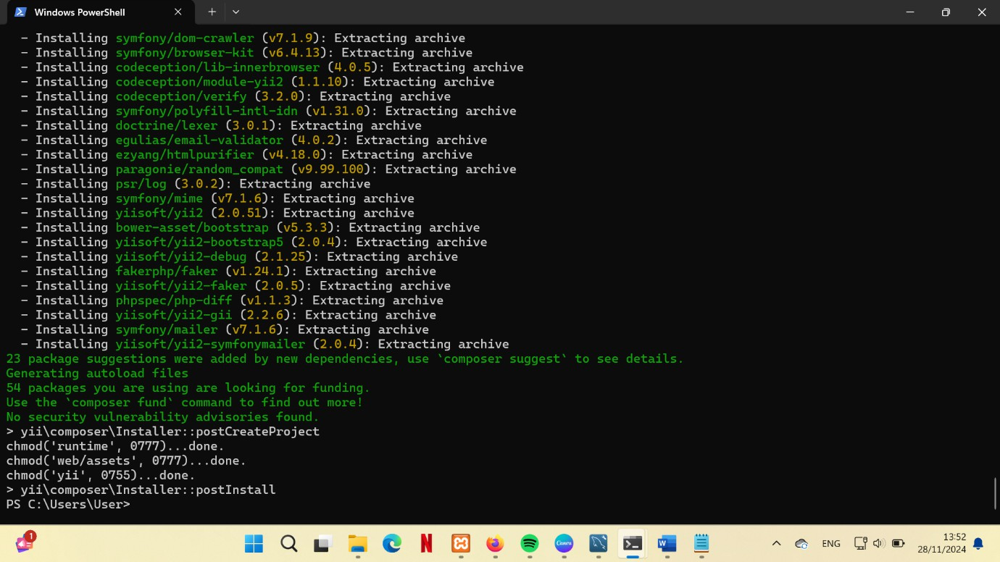 Windows PowerShell
- Installing symfony/dom-crawler (v7.1.9): Extracting archive
- Installing symfony/browser-kit (v6.4.13): Extracting archive
- Installing codeception/lib-innerbrowser (4.0.5): Extracting archive
- Installing codeception/module-yii2 (1.1.10): Extracting archive
- Installing codeception/verify (3.2.0): Extracting archive
- Installing symfony/polyfill-intl-idn (v1.31.0): Extracting archive
- Installing doctrine/lexer (3.0.1): Extracting archive
- Installing egulias/email-validator (4.0.2): Extracting archive
- Installing ezyang/htmlpurifier (v4.18.0): Extracting archive
- Installing paragonie/random_compat (v9.99.100): Extracting archive
- Installing psr/log (3.0.2): Extracting archive
- Installing symfony/mime (v7.1.6): Extracting archive
- Installing yiisoft/yii2 (2.0.51): Extracting archive
- Installing bower-asset/bootstrap (v5.3.3): Extracting archive
- Installing yiisoft/yii2-bootstrap5 (2.0.4): Extracting archive
- Installing yiisoft/yii2-debug (2.1.25): Extracting archive
- Installing fakerphp/faker (v1.24.1): Extracting archive
- Installing yiisoft/yii2-faker (2.0.5): Extracting archive
- Installing phpspec/php-diff (v1.1.3): Extracting archive
- Installing yiisoft/yii2-gii (2.2.6): Extracting archive
- Installing symfony/mailer (v7.1.6): Extracting archive
- Installing yiisoft/yii2-symfonymailer (2.0.4): Extracting archive
23 package suggestions were added by new dependencies, use `composer suggest` to see details.
Generating autoload files
54 packages you are using are looking for funding.
Use the `composer fund` command to find out more!
No security vulnerability advisories found.
> yii\composer\Installer::postCreateProject
chmod('runtime', 0777)...done.
chmod('web/assets', 0777)...done.
chmod('yii', 0755)...done.
> yii\composer\Installer::postInstall
PS C:\Users\User>
1
N
Canva
W
ENG
13:52
28/11/2024